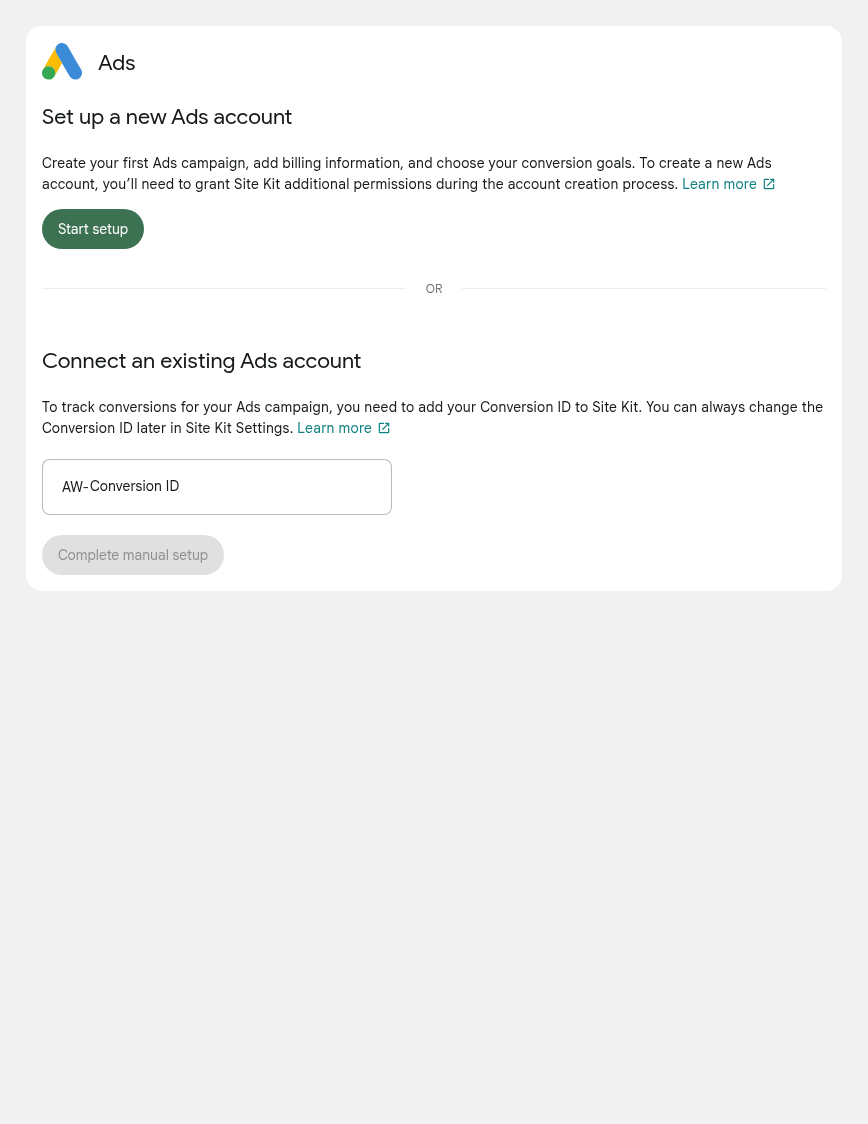 Ads
Set up a new Ads account
Create your first Ads campaign, add billing information, and choose your conversion goals. To create a new Ads
account, you’ll need to grant Site Kit additional permissions during the account creation process. Learn more
Start setup
OR
Connect an existing Ads account
To track conversions for your Ads campaign, you need to add your Conversion ID to Site Kit. You can always change the
Conversion ID later in Site Kit Settings. Learn more
AW-Conversion ID
Complete manual setup